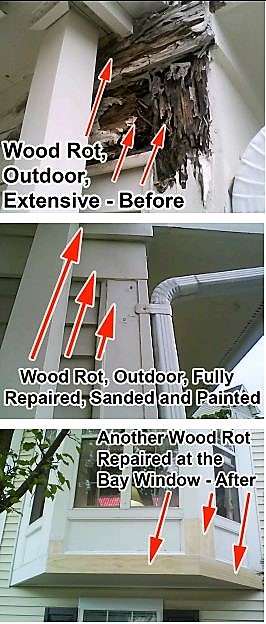 Wood Rot,
Outdoor,
Extensive - Before
Wood Rot, Outdoor, Fully
Repaired, Sanded and Painted
Another Wood Rot
Repaired at the
Bay Window - After